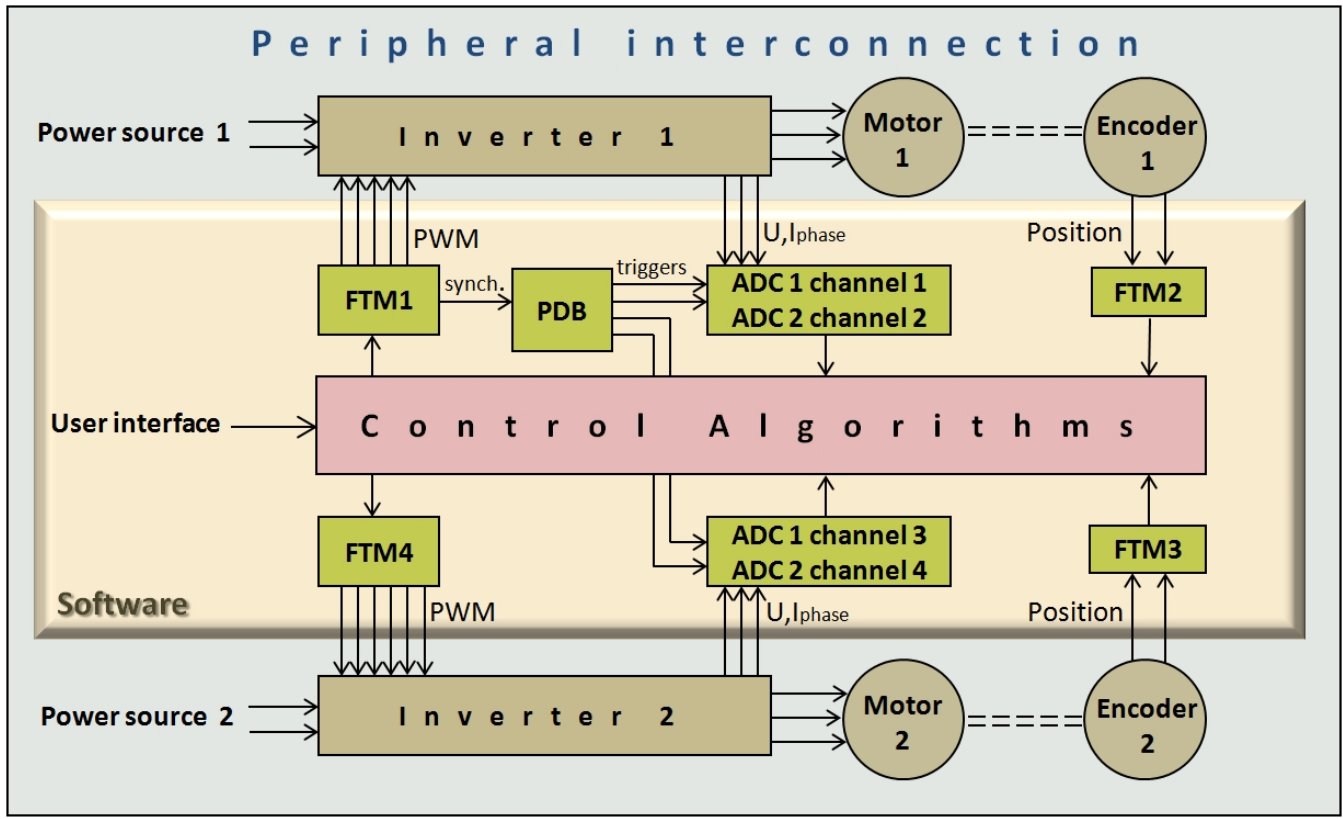 Peripheral interconnection
Power source 1
Inverter 1
Motor
1
Encoder
1
PWM
U,Iphase
Position
FTM1
synch.
PDB
triggers
ADC 1 channel 1
ADC 2 channel 2
FTM2
User interface
Control Algorithms
FTM4
ADC 1 channel 3
ADC 2 channel 4
FTM3
Software
PWM
U,Iphase
Position
Power source 2
Inverter 2
Motor
2
Encoder
2